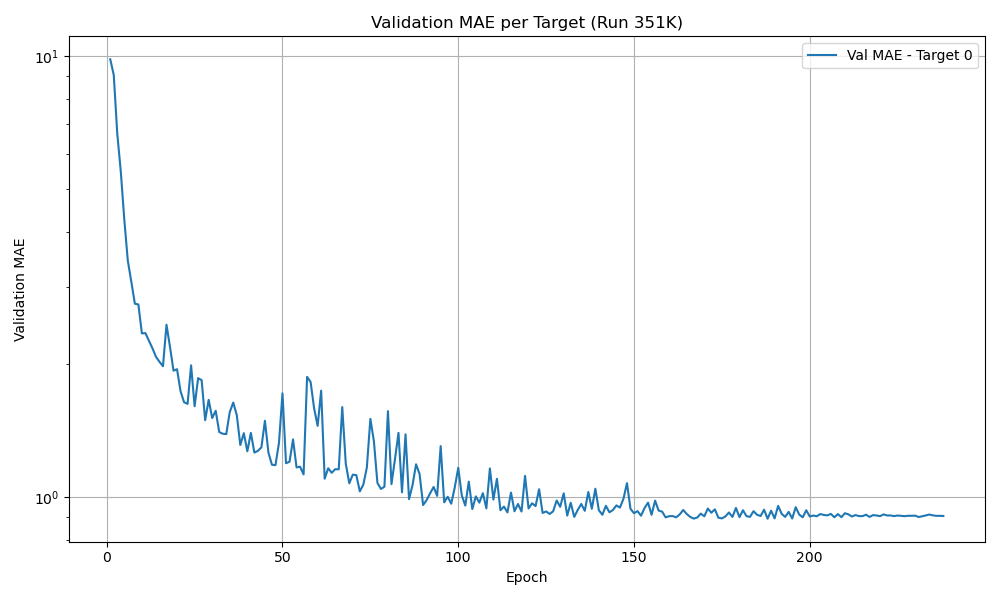 Validation MAE per Target (Run 351K)
Val MAE - Target 0
Validation MAE
10¹
10⁰
0 50 100 150 200
Epoch